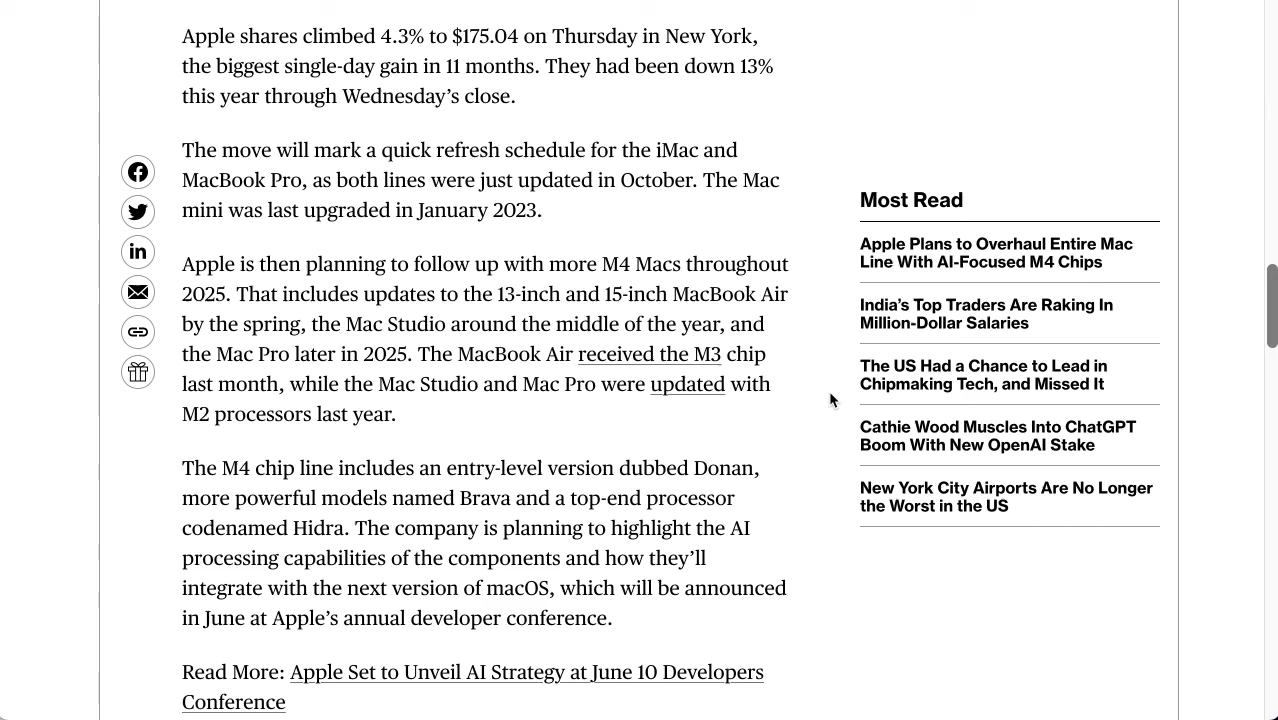 Apple shares climbed 4.3% to $175.04 on Thursday in New York,
the biggest single-day gain in 11 months. They had been down 13%
this year through Wednesday’s close.
The move will mark a quick refresh schedule for the iMac and
MacBook Pro, as both lines were just updated in October. The Mac
mini was last upgraded in January 2023.
Apple is then planning to follow up with more M4 Macs throughout
2025. That includes updates to the 13-inch and 15-inch MacBook Air
by the spring, the Mac Studio around the middle of the year, and
the Mac Pro later in 2025. The MacBook Air received the M3 chip
last month, while the Mac Studio and Mac Pro were updated with
M2 processors last year.
The M4 chip line includes an entry-level version dubbed Donan,
more powerful models named Brava and a top-end processor
codenamed Hidra. The company is planning to highlight the AI
processing capabilities of the components and how they’ll
integrate with the next version of macOS, which will be announced
in June at Apple’s annual developer conference.
Read More: Apple Set to Unveil AI Strategy at June 10 Developers
Conference
Most Read
Apple Plans to Overhaul Entire Mac
Line With AI-Focused M4 Chips
India’s Top Traders Are Raking In
Million-Dollar Salaries
The US Had a Chance to Lead in
Chipmaking Tech, and Missed It
Cathie Wood Muscles Into ChatGPT
Boom With New OpenAI Stake
New York City Airports Are No Longer
the Worst in the US